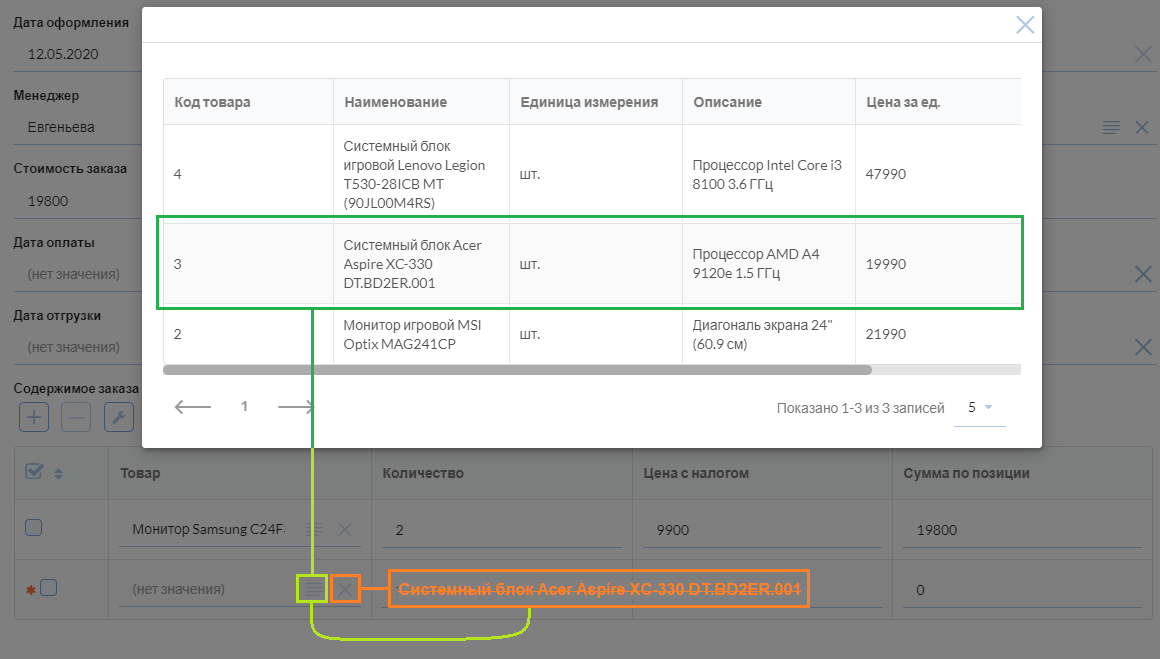 Дата оформления
12.05.2020
Менеджер
Евгеньева
Стоимость заказа
19800
Дата оплаты
(нет значения)
Дата отгрузки
(нет значения)
Содержимое заказа
Код товара Наименование Единица измерения Описание Цена за ед.
4 Системный блок игровой Lenovo Legion T530-28ICB MT (90JL00M4RS) шт. Процессор Intel Core i3 8100 3.6 ГГц 47990
3 Системный блок Acer Aspire XC-330 DT.BD2ER.001 шт. Процессор AMD A4 9120e 1.5 ГГц 19990
2 Монитор игровой MSI Optix MAG241CP шт. Диагональ экрана 24" (60.9 см) 21990
1
Показано 1-3 из 3 записей 5
Товар Количество Цена с налогом Сумма по позиции
Монитор Samsung C24F 2 9900 19800
(нет значения) Системный блок Acer Aspire XC-330 DT.BD2ER.001 0